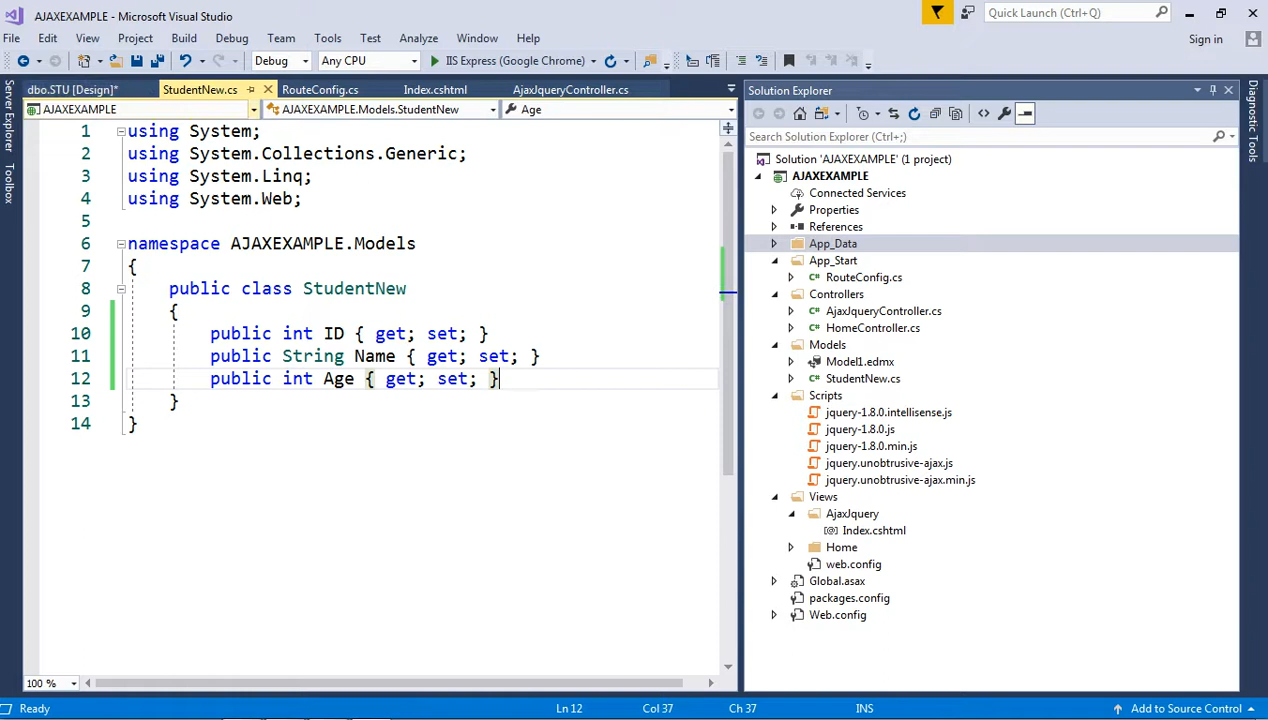 AJAXEXAMPLE - Microsoft Visual Studio
Quick Launch (Ctrl+Q)
File Edit View Project Build Debug Team Tools Test Analyze Window Help
Sign in
Debug Any CPU IIS Express (Google Chrome)
dbo.STU [Design]* StudentNew.cs RouteConfig.cs Index.cshtml AjaxJqueryController.cs
AJAXEXAMPLE AJAXEXAMPLE.Models.StudentNew Age
Server Explorer
Toolbox
1 using System;
2 using System.Collections.Generic;
3 using System.Linq;
4 using System.Web;
5
6 namespace AJAXEXAMPLE.Models
7 {
8 public class StudentNew
9 {
10 public int ID { get; set; }
11 public String Name { get; set; }
12 public int Age { get; set; }
13 }
14 }
100 %
Solution Explorer
Search Solution Explorer (Ctrl+;)
Solution 'AJAXEXAMPLE' (1 project)
AJAXEXAMPLE
Connected Services
Properties
References
App_Data
App_Start
C# RouteConfig.cs
Controllers
C# AjaxJqueryController.cs
C# HomeController.cs
Models
Model1.edmx
C# StudentNew.cs
Scripts
jquery-1.8.0.intellisense.js
jquery-1.8.0.js
jquery-1.8.0.min.js
jquery.unobtrusive-ajax.js
jquery.unobtrusive-ajax.min.js
Views
AjaxJquery
[@] Index.cshtml
Home
web.config
Global.asax
packages.config
Web.config
Diagnostic Tools
Ready Ln 12 Col 37 Ch 37 INS Add to Source Control